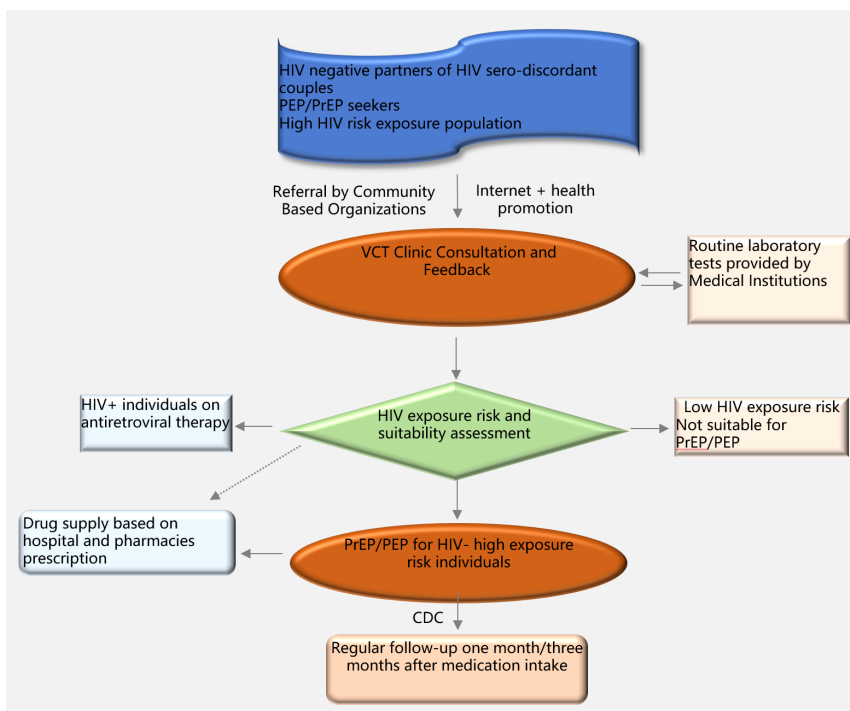 HIV negative partners of HIV sero-discordant
couples
PEP/PrEP seekers
High HIV risk exposure population
Referral by Community
Based Organizations
Internet + health
promotion
VCT Clinic Consultation and
Feedback
Routine laboratory
tests provided by
Medical Institutions
HIV+ individuals on
antiretroviral therapy
HIV exposure risk and
suitability assessment
Low HIV exposure risk
Not suitable for
PrEP/PEP
Drug supply based on
hospital and pharmacies
prescription
PrEP/PEP for HIV- high exposure
risk individuals
CDC
Regular follow-up one month/three
months after medication intake